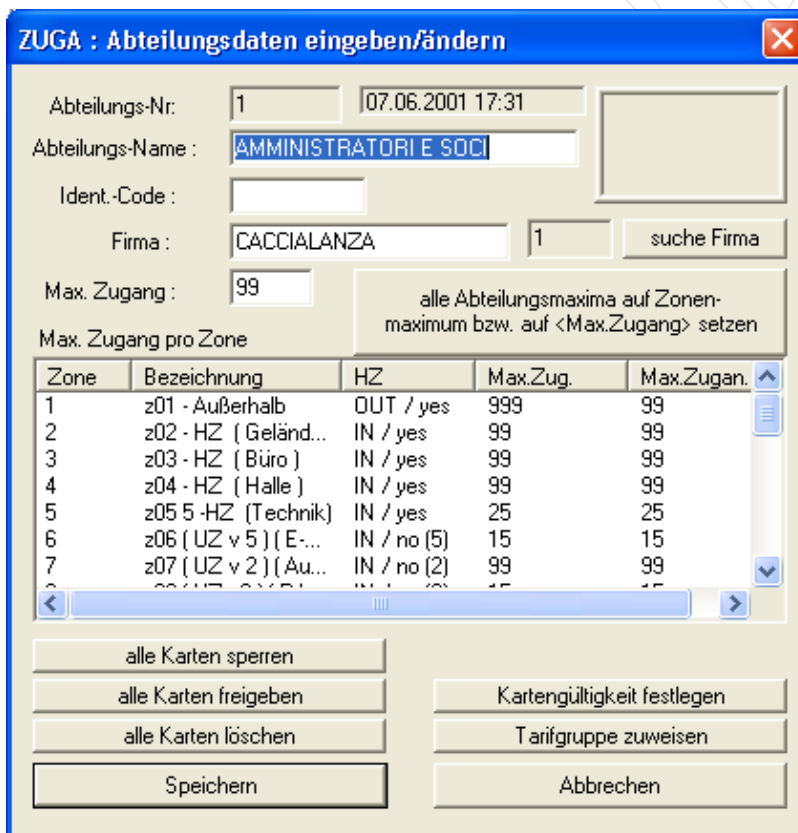 ZUGA : Abteilungsdaten eingeben/ändern
Abteilungs-Nr: 1 07.06.2001 17:31
Abteilungs-Name : AMMINISTRATORI E SOCI
Ident.-Code :
Firma : CACCIALANZA 1 suche Firma
Max. Zugang : 99
alle Abteilungsmaxima auf Zonen-
maximum bzw. auf <Max.Zugang> setzen
Max. Zugang pro Zone
Zone Bezeichnung HZ Max.Zug. Max.Zugan.
1 z01 - Außerhalb OUT / yes 999 99
2 z02 - HZ ( Geländ... IN / yes 99 99
3 z03 - HZ ( Büro ) IN / yes 99 99
4 z04 - HZ ( Halle ) IN / yes 99 99
5 z05 5 -HZ (Technik) IN / yes 25 25
6 z06 ( UZ v 5 ) ( E-... IN / no (5) 15 15
7 z07 ( UZ v 2 ) ( Au... IN / no (2) 99 99
alle Karten sperren
alle Karten freigeben Kartengültigkeit festlegen
alle Karten löschen Tarifgruppe zuweisen
Speichern Abbrechen